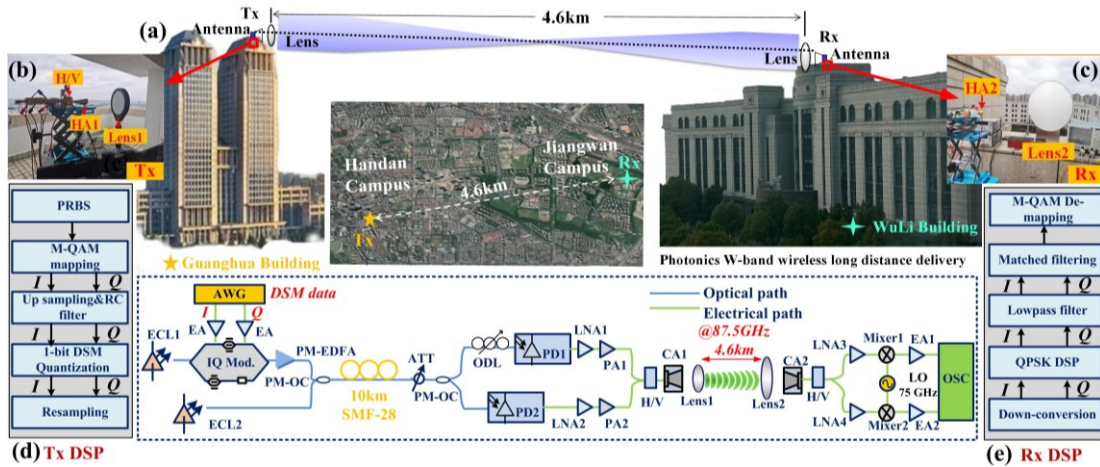 (a)
Tx
Antenna
Lens
4.6km
Lens
Rx
Antenna
(b)
H/V
HA1
Lens1
Tx
Handan
Campus
Jiangwan
Campus
Rx
4.6km
Tx
(c)
HA2
Lens2
Rx
Guanghua Building
WuLi Building
Photonics W-band wireless long distance delivery
PRBS
M-QAM
mapping
I
Q
Up sampling&RC
filter
I
Q
1-bit DSM
Quantization
I
Q
Resampling
(d)
Tx DSP
AWG
DSM data
I
Q
EA
EA
ECL1
IQ Mod.
PM-EDFA
PM-OC
ECL2
10km
SMF-28
ATT
PM-OC
ODL
PD1
LNA1
PA1
PD2
LNA2
PA2
Optical path
Electrical path
@87.5GHz
4.6km
H/V
CA1
Lens1
Lens2
CA2
H/V
LNA3
Mixer1
EA1
LO
75 GHz
LNA4
Mixer2
EA2
OSC
M-QAM De-
mapping
Matched filtering
I
Q
Lowpass filter
I
Q
QPSK DSP
I
Q
Down-conversion
(e)
Rx DSP